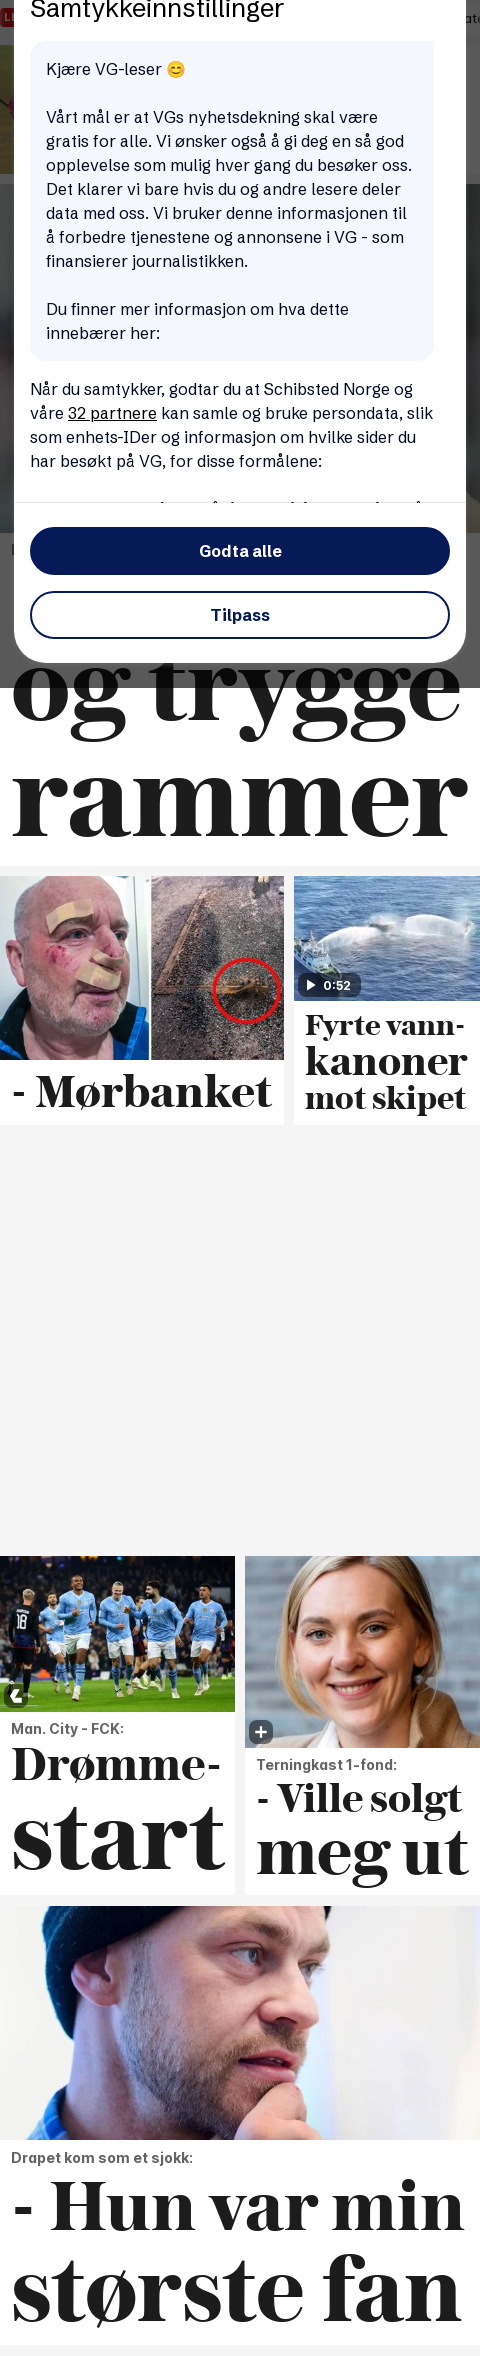 Samtykkeinnstillinger
Kjære VG-leser 😊
Vårt mål er at VGs nyhetsdekning skal være
gratis for alle. Vi ønsker også å gi deg en så god
opplevelse som mulig hver gang du besøker oss.
Det klarer vi bare hvis du og andre lesere deler
data med oss. Vi bruker denne informasjonen til
å forbedre tjenestene og annonsene i VG - som
finansierer journalistikken.
Du finner mer informasjon om hva dette
innebærer her:
Når du samtykker, godtar du at Schibsted Norge og
våre 32 partnere kan samle og bruke persondata, slik
som enhets-IDer og informasjon om hvilke sider du
har besøkt på VG, for disse formålene:
Godta alle
Tilpass
og trygge
rammer
- Mørbanket
0:52
Fyrte vann-
kanoner
mot skipet
18
Man. City - FCK:
Drømme-
start
Terningkast 1-fond:
- Ville solgt
meg ut
Drapet kom som et sjokk:
- Hun var min
største fan